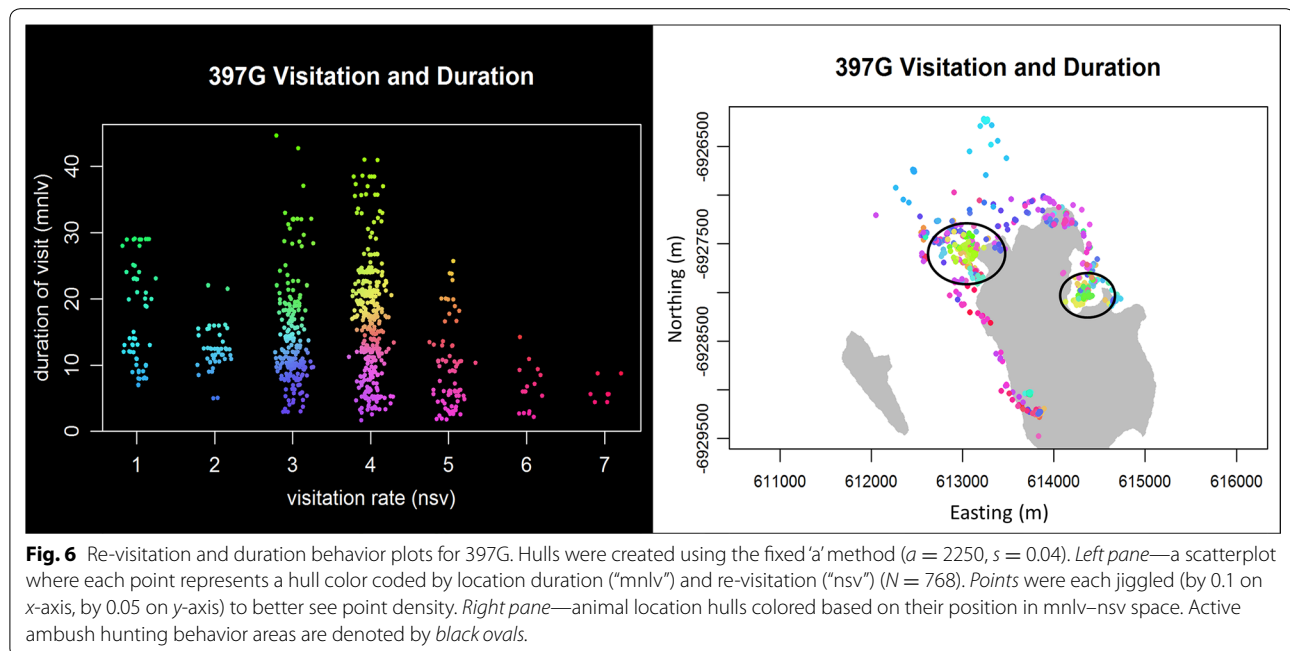 397G Visitation and Duration
duration of visit (mnlv)
40
30
20
10
0
1 2 3 4 5 6 7
visitation rate (nsv)
397G Visitation and Duration
Northing (m)
-6926500
-6927500
-6928500
-6929500
611000 612000 613000 614000 615000 616000
Easting (m)
Fig. 6 Re-visitation and duration behavior plots for 397G. Hulls were created using the fixed 'a' method (a = 2250, s = 0.04). Left pane—a scatterplot
where each point represents a hull color coded by location duration ("mnlv") and re-visitation ("nsv") (N = 768). Points were each jiggled (by 0.1 on
x-axis, by 0.05 on y-axis) to better see point density. Right pane—animal location hulls colored based on their position in mnlv–nsv space. Active
ambush hunting behavior areas are denoted by black ovals.